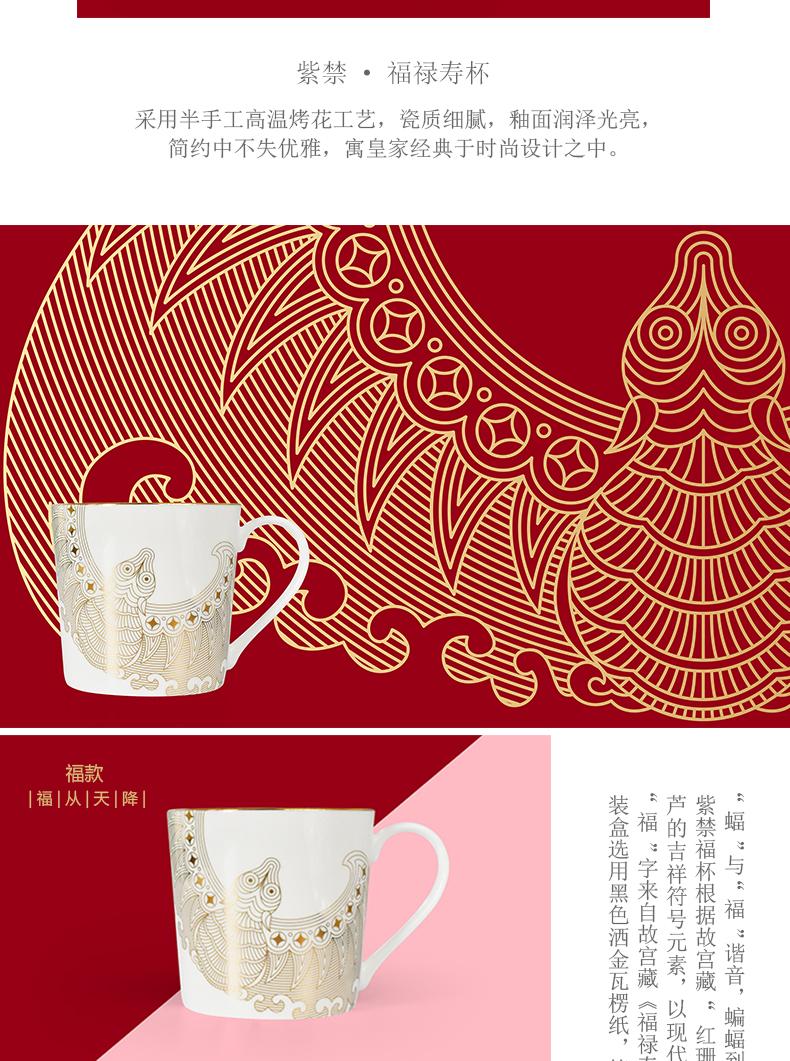 紫禁 · 福禄寿杯
采用半手工高温烤花工艺，瓷质细腻，釉面润泽光亮，
简约中不失优雅，寓皇家经典于时尚设计之中。
福款
|福|从|天|降|
“蝠“与”福“谐音，蝙蝠到
紫禁福杯根据故宫藏“红珊
芦的吉祥符号元素，以现代
“福“字来自故宫藏《福禄寿
装盒选用黑色洒金瓦楞纸，